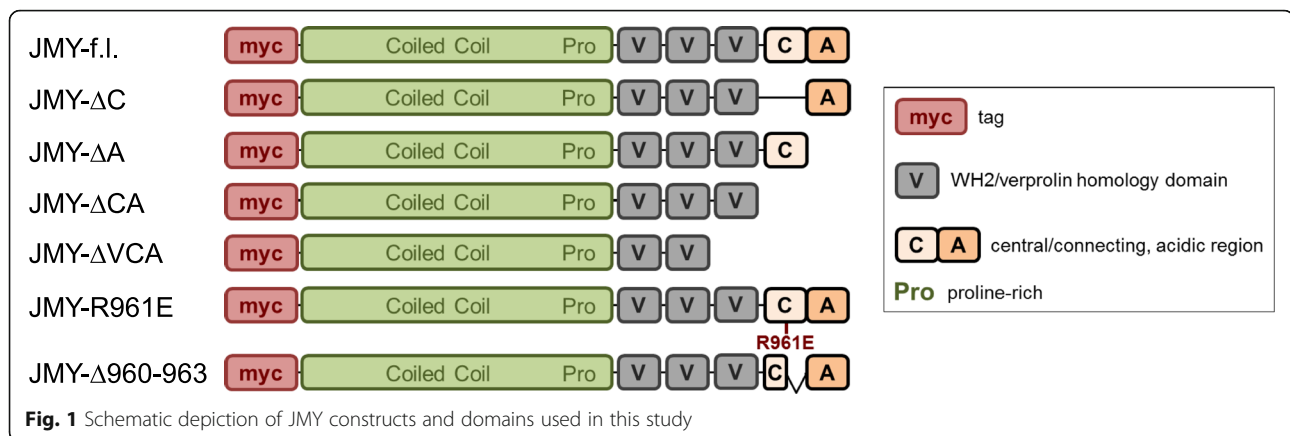 JMY-f.l. myc Coiled Coil Pro V V V C A
JMY-ΔC myc Coiled Coil Pro V V V A
JMY-ΔA myc Coiled Coil Pro V V V C
JMY-ΔCA myc Coiled Coil Pro V V V
JMY-ΔVCA myc Coiled Coil Pro V V
JMY-R961E myc Coiled Coil Pro V V V C A
R961E
JMY-Δ960-963 myc Coiled Coil Pro V V V C A
myc tag
V WH2/verprolin homology domain
C A central/connecting, acidic region
Pro proline-rich
Fig. 1 Schematic depiction of JMY constructs and domains used in this study